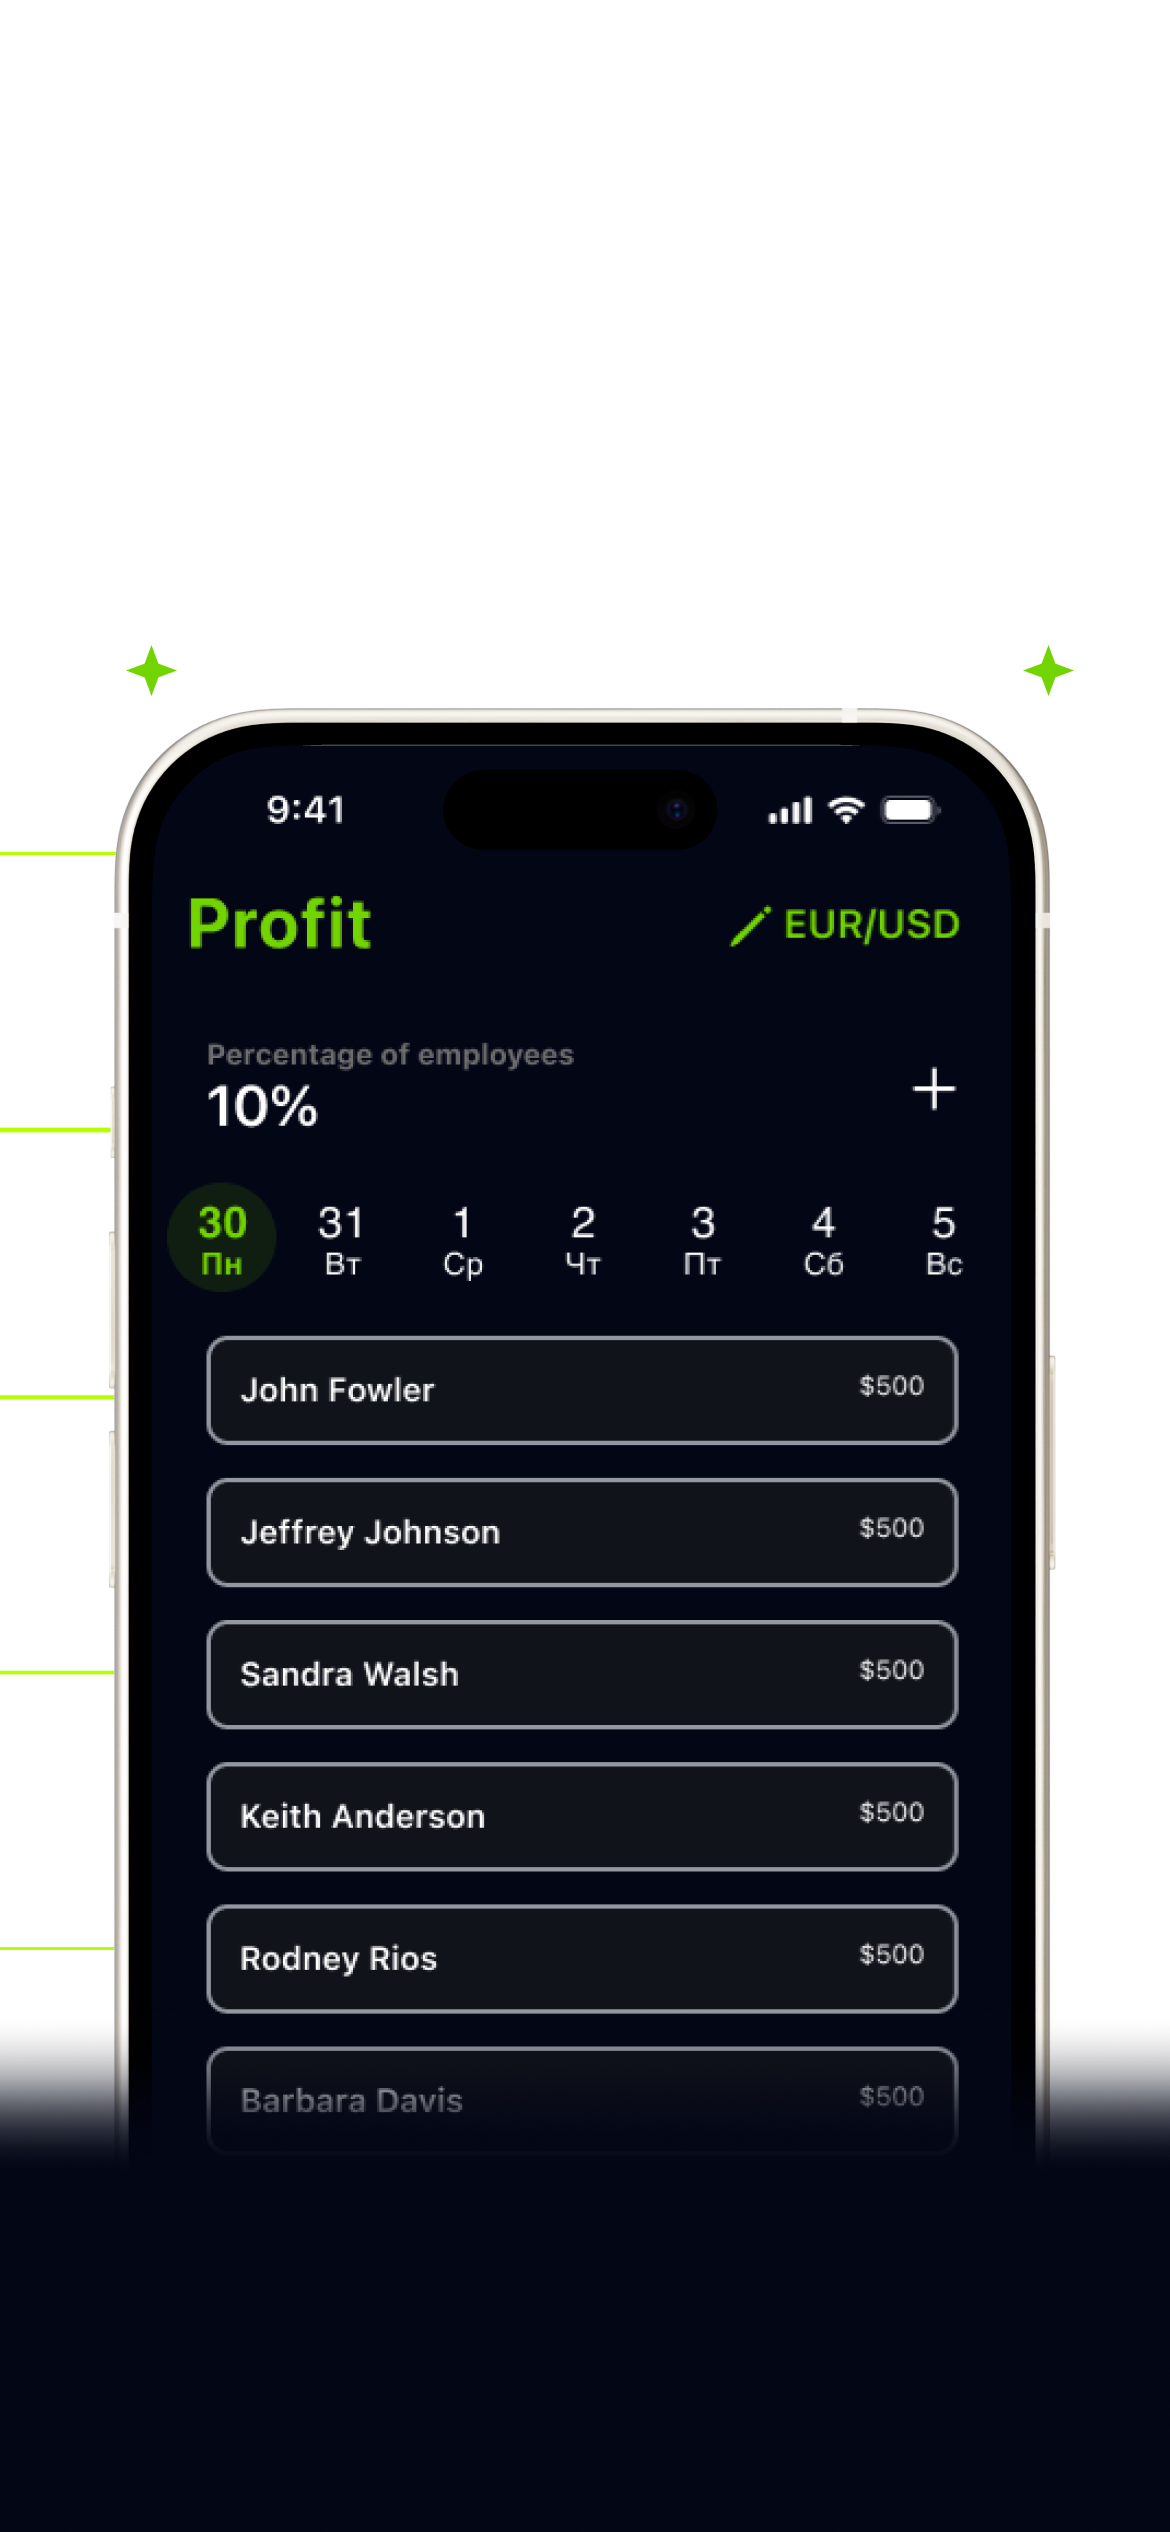 9:41
Profit
EUR/USD
Percentage of employees
10%
30 31 1 2 3 4 5
Пн Вт Ср Чт Пт Сб Вс
John Fowler $500
Jeffrey Johnson $500
Sandra Walsh $500
Keith Anderson $500
Rodney Rios $500
Barbara Davis $500